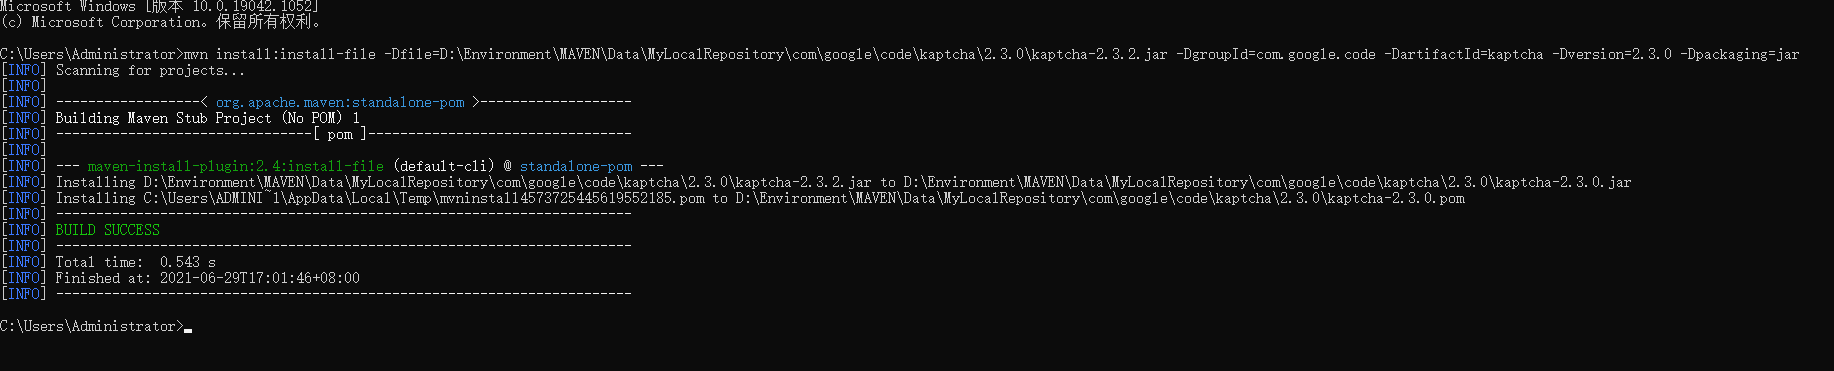 Microsoft Windows [版本 10.0.19042.1052]
(c) Microsoft Corporation。保留所有权利。
C:\Users\Administrator>mvn install:install-file -Dfile=D:\Environment\MAVEN\Data\MyLocalRepository\com\google\code\kaptcha\2.3.0\kaptcha-2.3.2.jar -DgroupId=com.google.code -DartifactId=kaptcha -Dversion=2.3.0 -Dpackaging=jar
[INFO] Scanning for projects...
[INFO]
[INFO] ------------------< org.apache.maven:standalone-pom >-------------------
[INFO] Building Maven Stub Project (No POM) 1
[INFO] --------------------------------[ pom ]---------------------------------
[INFO]
[INFO] --- maven-install-plugin:2.4:install-file (default-cli) @ standalone-pom ---
[INFO] Installing D:\Environment\MAVEN\Data\MyLocalRepository\com\google\code\kaptcha\2.3.0\kaptcha-2.3.2.jar to D:\Environment\MAVEN\Data\MyLocalRepository\com\google\code\kaptcha\2.3.0\kaptcha-2.3.0.jar
[INFO] Installing C:\Users\ADMINI~1\AppData\Local\Temp\mvninstall4573725445619552185.pom to D:\Environment\MAVEN\Data\MyLocalRepository\com\google\code\kaptcha\2.3.0\kaptcha-2.3.0.pom
[INFO] ------------------------------------------------------------------------
[INFO] BUILD SUCCESS
[INFO] ------------------------------------------------------------------------
[INFO] Total time:  0.543 s
[INFO] Finished at: 2021-06-29T17:01:46+08:00
[INFO] ------------------------------------------------------------------------
C:\Users\Administrator>